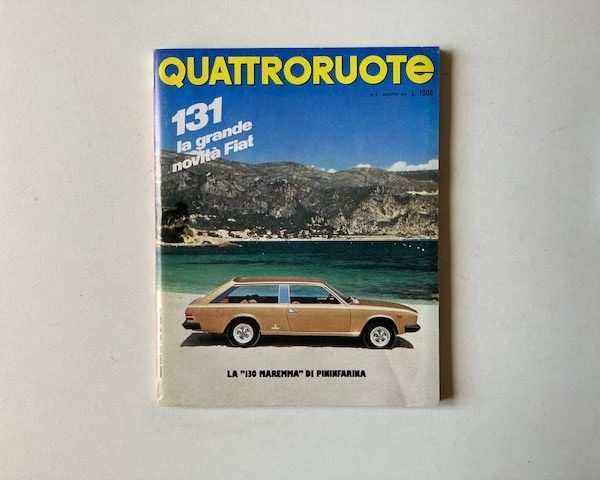 QUATTRORUOTE
L. 1000
131
la grande
novità Fiat
LA "130 MAREMMA" DI PININFARINA